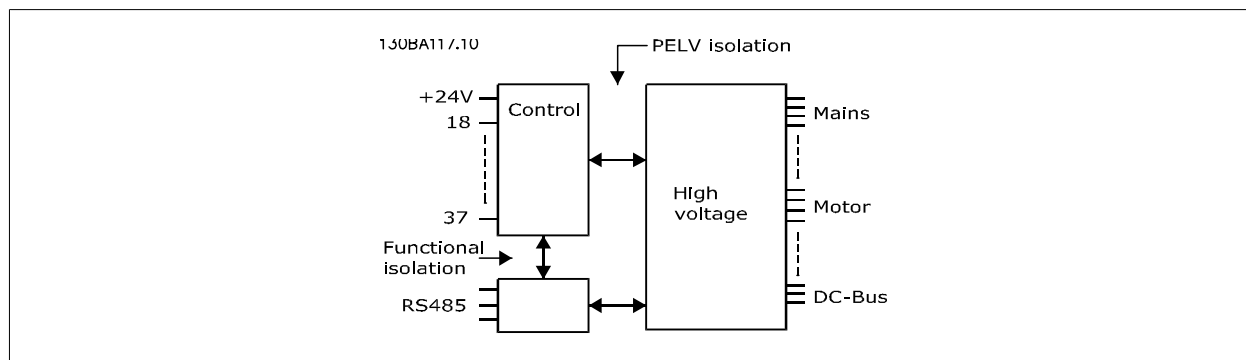 130BA117.10
PELV isolation
+24V
Control
18
37
Functional
isolation
RS485
High
voltage
Mains
Motor
DC-Bus